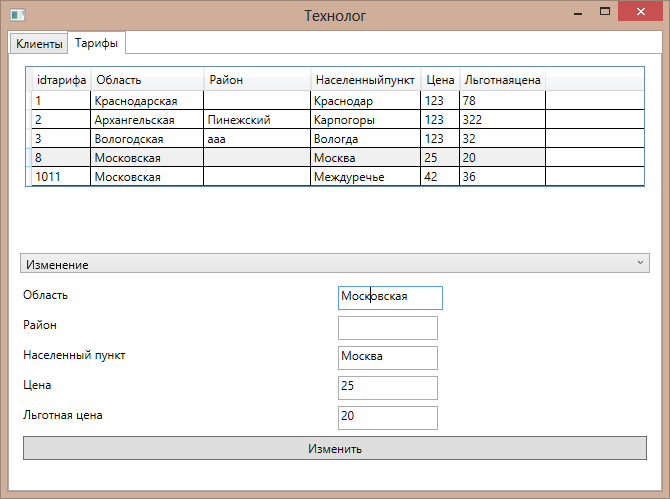 Технолог
Клиенты Тарифы
idтарифа Область Район Населенныйпункт Цена Льготнаяцена
1 Краснодарская Краснодар 123 78
2 Архангельская Пинежский Карпогоры 123 322
3 Вологодская ааа Вологда 123 32
8 Московская Москва 25 20
1011 Московская Междуречье 42 36
Изменение
Область Московская
Район
Населенный пункт Москва
Цена 25
Льготная цена 20
Изменить